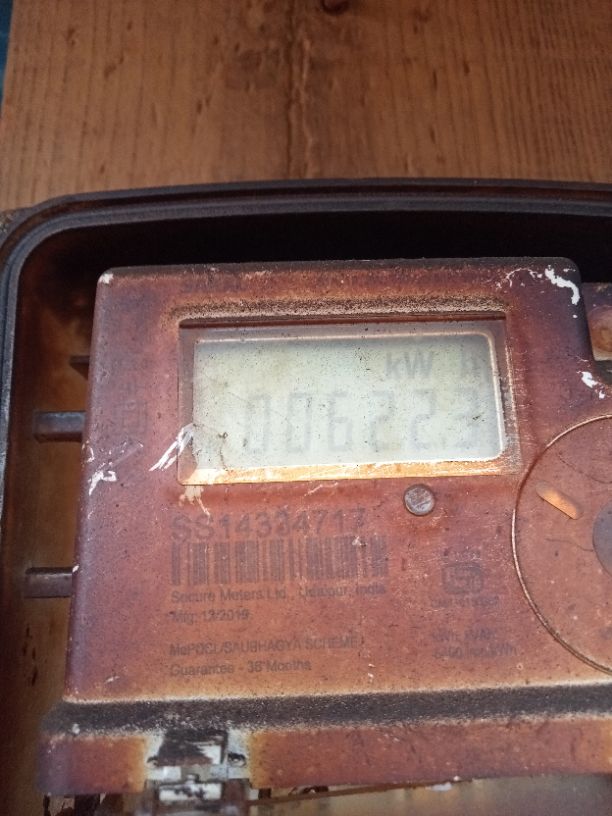 kW h
006223
SS14334717
Secure Meters Ltd., Udaipur, India
Mfg: 12/2019
MePDCL/SAUBHAGYA SCHEME
Guarantee - 36 Months